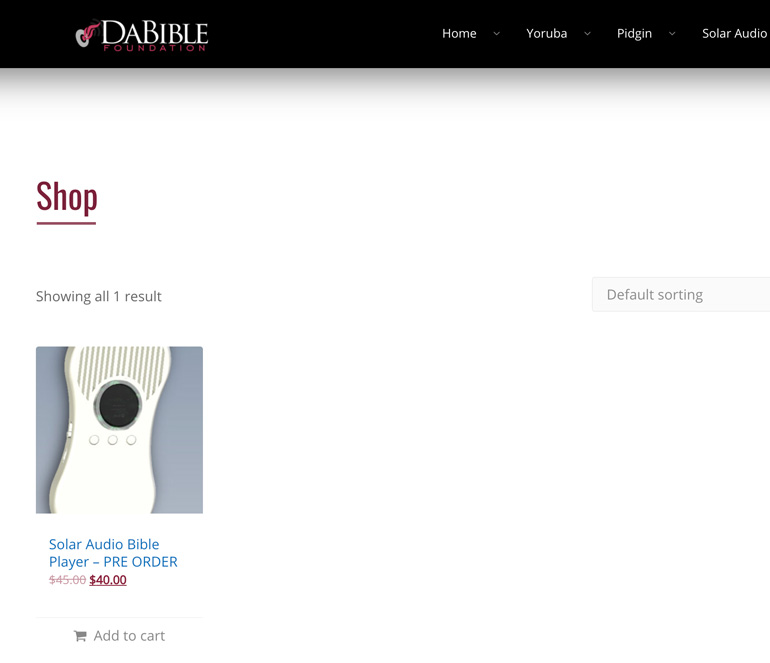 DABIBLE
FOUNDATION
Home
Yoruba
Pidgin
Solar Audio
Shop
Showing all 1 result
Default sorting
Solar Audio Bible
Player – PRE ORDER
$45.00 $40.00
Add to cart